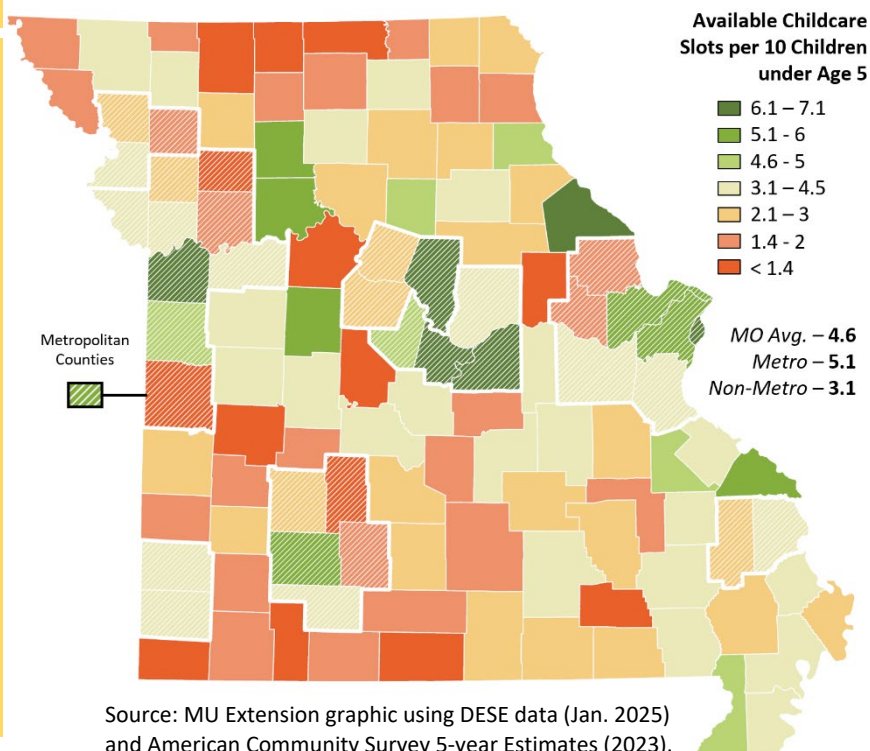 Available Childcare
Slots per 10 Children
under Age 5
6.1 – 7.1
5.1 - 6
4.6 - 5
3.1 – 4.5
2.1 – 3
1.4 - 2
< 1.4
MO Avg. – 4.6
Metro – 5.1
Non-Metro – 3.1
Metropolitan
Counties
Source: MU Extension graphic using DESE data (Jan. 2025)
and American Community Survey 5-year Estimates (2023).